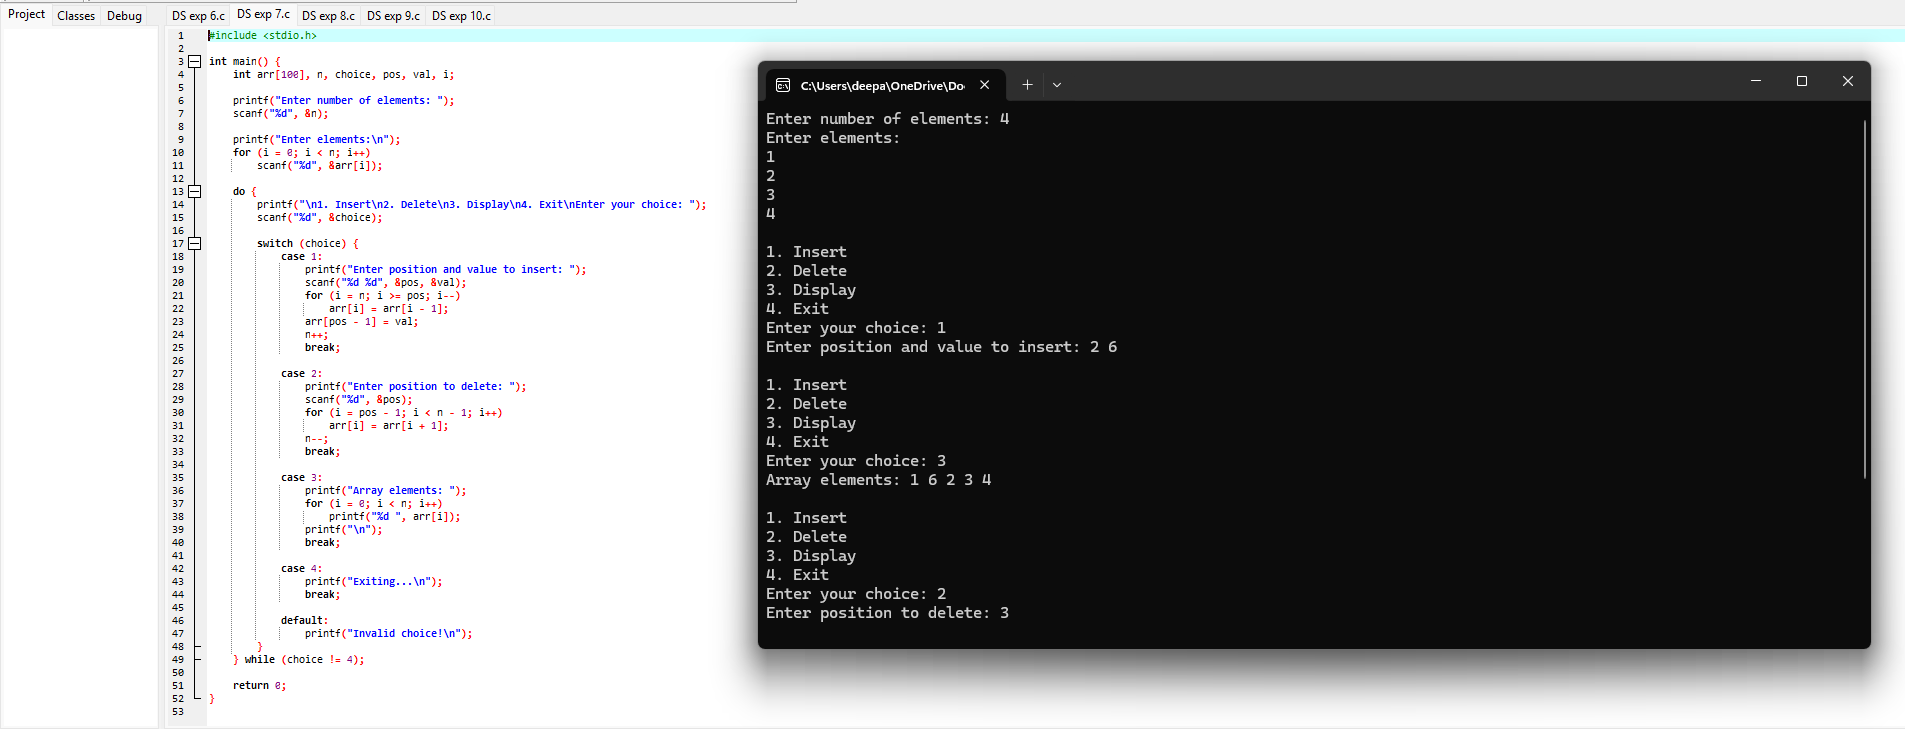 Project Classes Debug
DS exp 6.c DS exp 7.c DS exp 8.c DS exp 9.c DS exp 10.c
1 #include <stdio.h>
2
3 int main() {
4 int arr[100], n, choice, pos, val, i;
5
6 printf("Enter number of elements: ");
7 scanf("%d", &n);
8
9 printf("Enter elements:\n");
10 for (i = 0; i < n; i++)
11 scanf("%d", &arr[i]);
12
13 do {
14 printf("\n1. Insert\n2. Delete\n3. Display\n4. Exit\nEnter your choice: ");
15 scanf("%d", &choice);
16
17 switch (choice) {
18 case 1:
19 printf("Enter position and value to insert: ");
20 scanf("%d %d", &pos, &val);
21 for (i = n; i >= pos; i--)
22 arr[i] = arr[i - 1];
23 arr[pos - 1] = val;
24 n++;
25 break;
26
27 case 2:
28 printf("Enter position to delete: ");
29 scanf("%d", &pos);
30 for (i = pos - 1; i < n - 1; i++)
31 arr[i] = arr[i + 1];
32 n--;
33 break;
34
35 case 3:
36 printf("Array elements: ");
37 for (i = 0; i < n; i++)
38 printf("%d ", arr[i]);
39 printf("\n");
40 break;
41
42 case 4:
43 printf("Exiting...\n");
44 break;
45
46 default:
47 printf("Invalid choice!\n");
48 }
49 } while (choice != 4);
50
51 return 0;
52 }
53
C:\Users\deepa\OneDrive\Do
Enter number of elements: 4
Enter elements:
1
2
3
4

1. Insert
2. Delete
3. Display
4. Exit
Enter your choice: 1
Enter position and value to insert: 2 6

1. Insert
2. Delete
3. Display
4. Exit
Enter your choice: 3
Array elements: 1 6 2 3 4

1. Insert
2. Delete
3. Display
4. Exit
Enter your choice: 2
Enter position to delete: 3